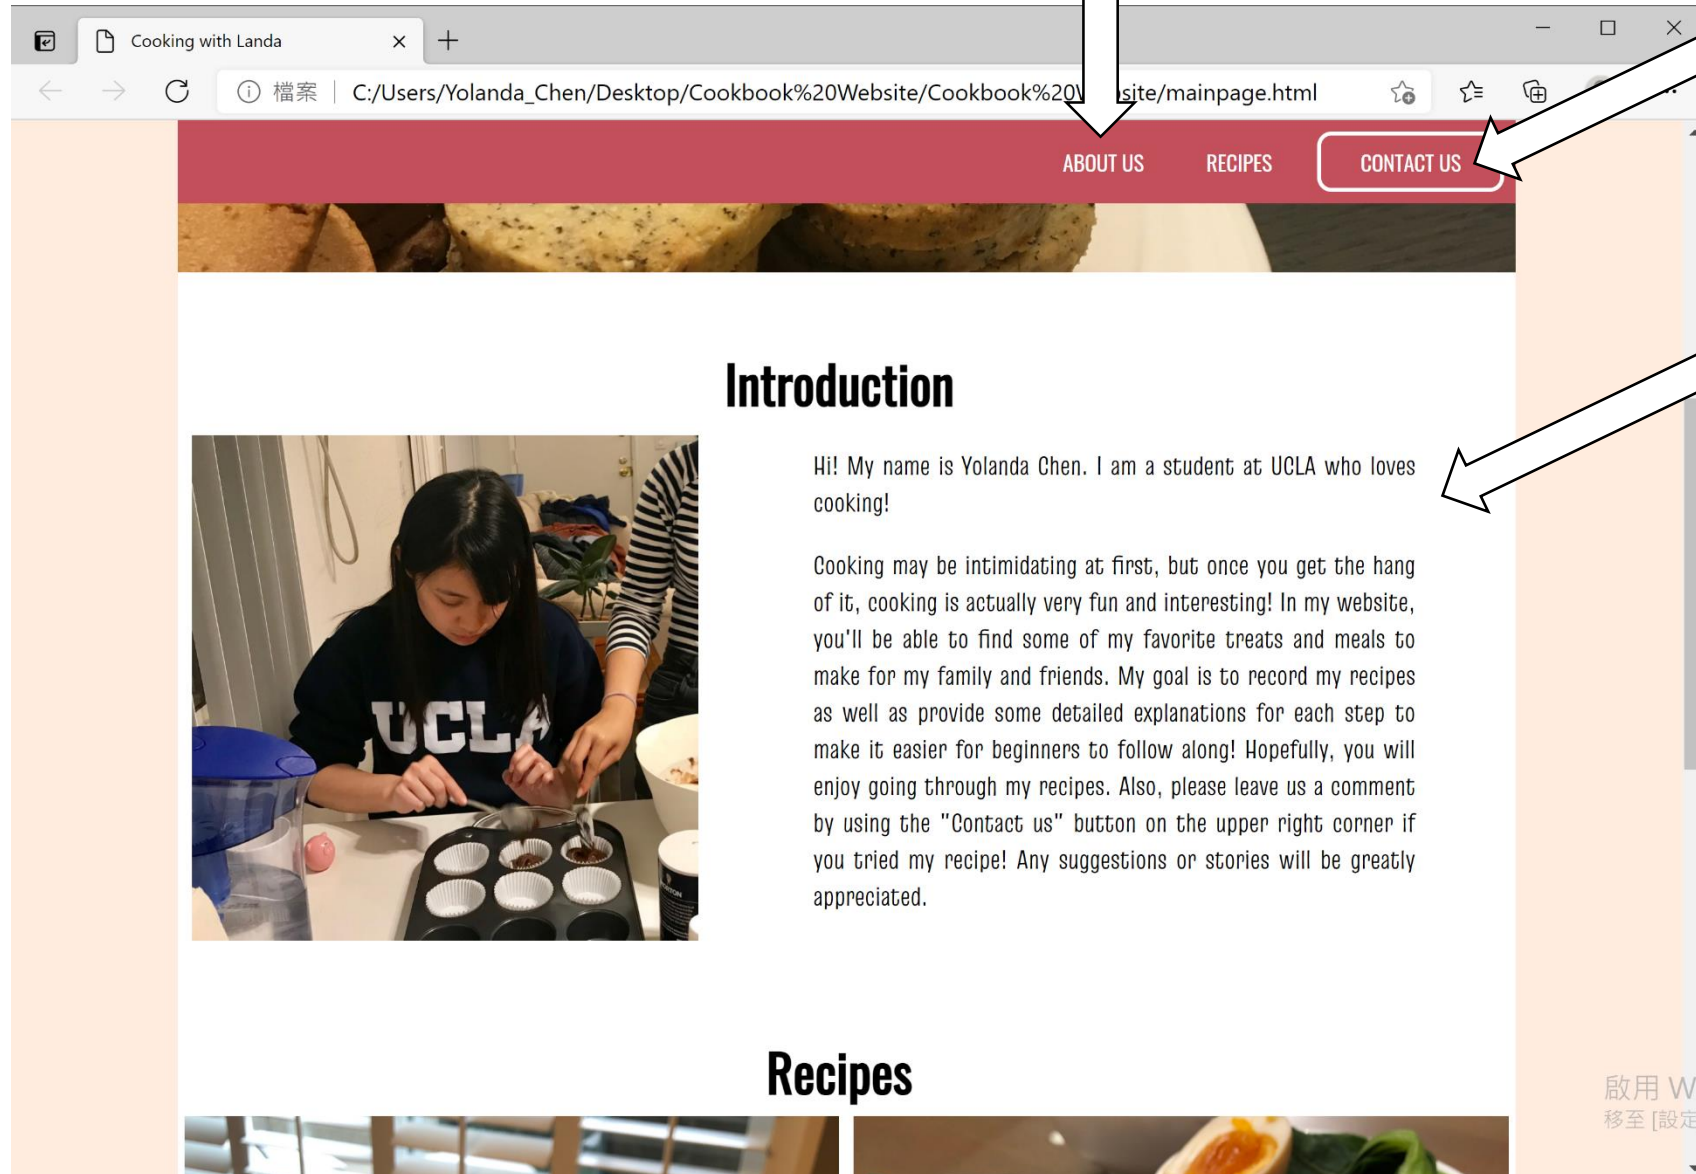 Cooking with Landa
檔案 C:/Users/Yolanda_Chen/Desktop/Cookbook%20Website/Cookbook%20 site/mainpage.html
ABOUT US RECIPES CONTACT US
Introduction
Hi! My name is Yolanda Chen. I am a student at UCLA who loves
cooking!
Cooking may be intimidating at first, but once you get the hang
of it, cooking is actually very fun and interesting! In my website,
you'll be able to find some of my favorite treats and meals to
make for my family and friends. My goal is to record my recipes
as well as provide some detailed explanations for each step to
make it easier for beginners to follow along! Hopefully, you will
enjoy going through my recipes. Also, please leave us a comment
by using the "Contact us" button on the upper right corner if
you tried my recipe! Any suggestions or stories will be greatly
appreciated.
UCLA
Recipes
啟用 W
移至 [設定